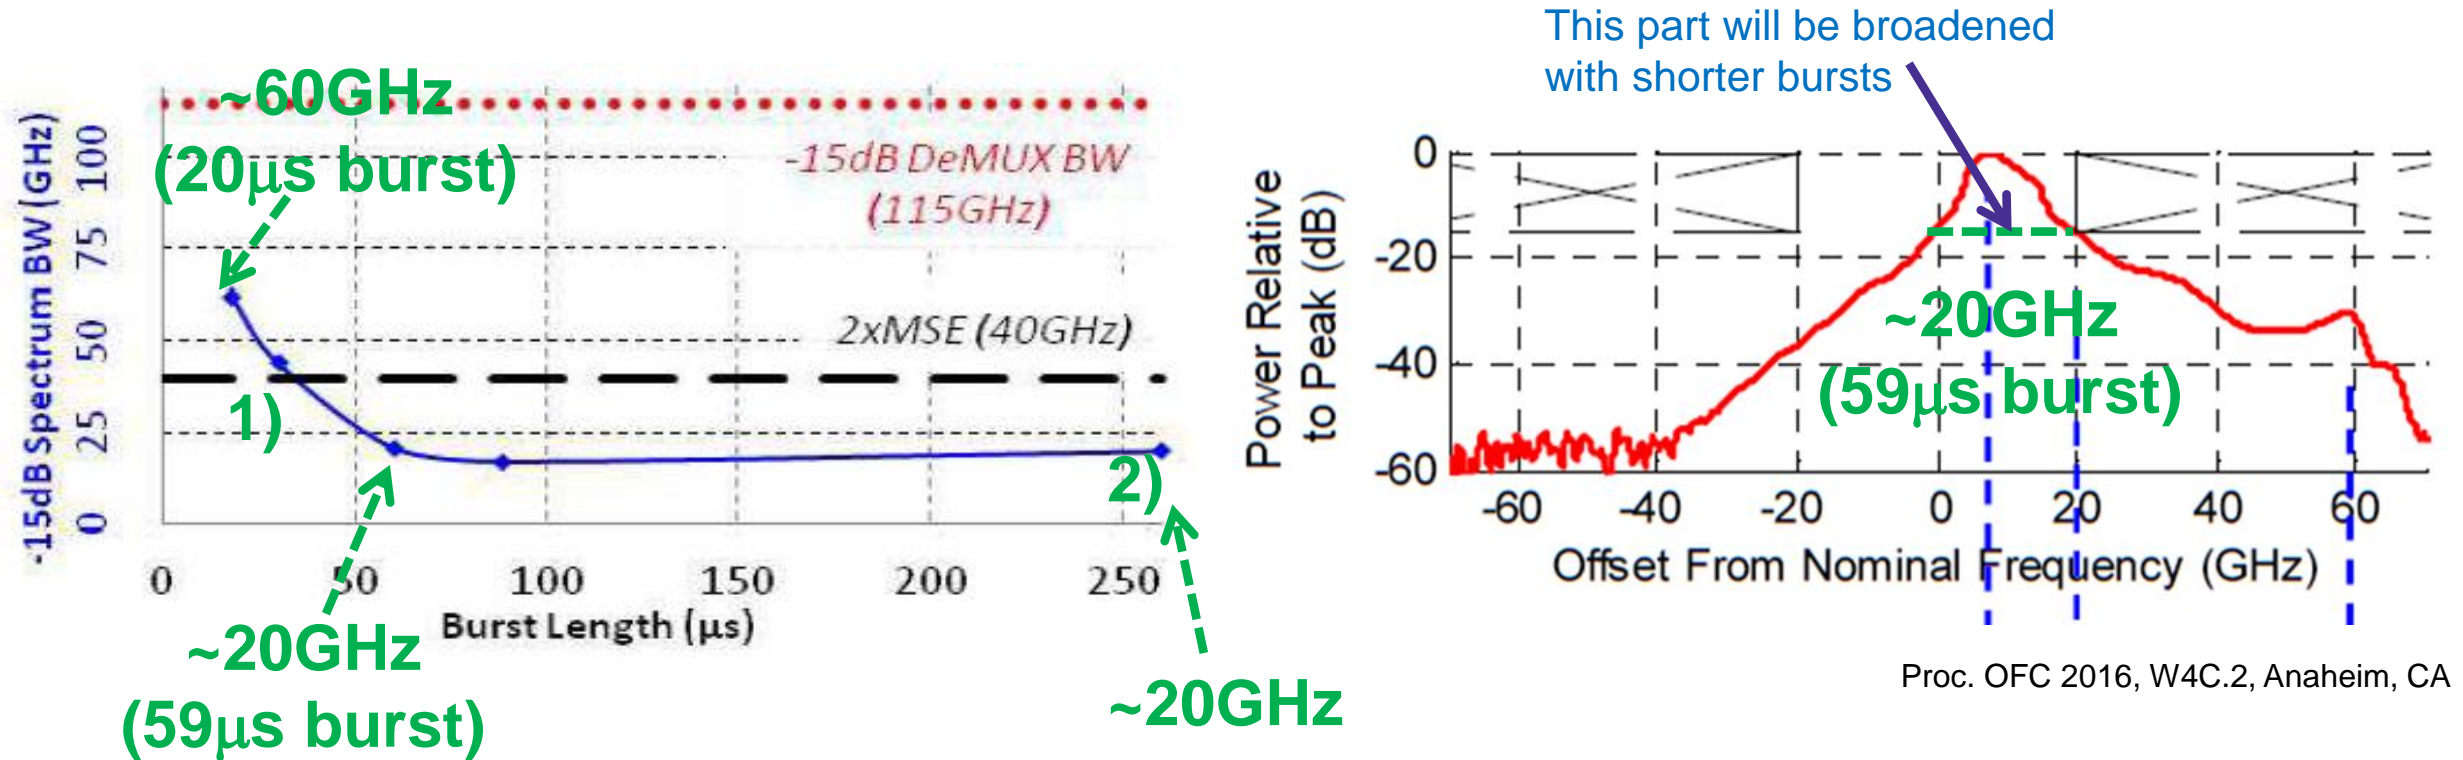 ~60GHz
(20μs burst)
-15dB DeMUX BW
(115GHz)
2xMSE (40GHz)
1)
2)
-15dB Spectrum BW (GHz)
100
75
50
25
0
0 50 100 150 200 250
Burst Length (μs)
~20GHz
(59μs burst)
~20GHz
This part will be broadened
with shorter bursts
Power Relative
to Peak (dB)
0
-20
-40
-60
~20GHz
(59μs burst)
-60 -40 -20 0 20 40 60
Offset From Nominal Frequency (GHz)
Proc. OFC 2016, W4C.2, Anaheim, CA